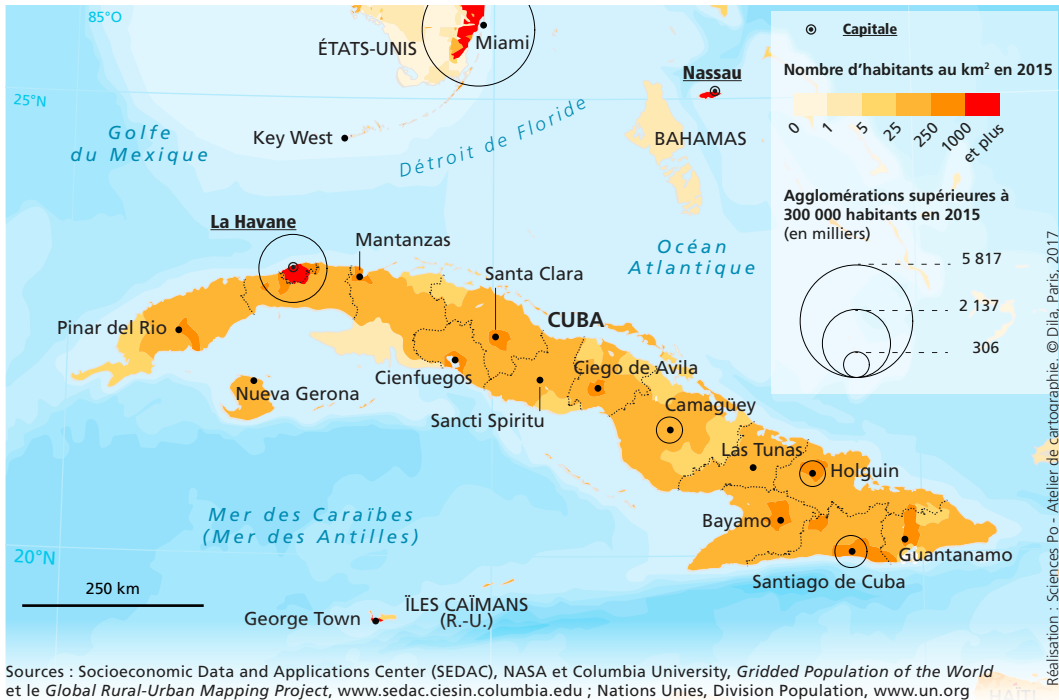 85°O
ÉTATS-UNIS
Miami
25°N
Golfe
du Mexique
Key West
Détroit de Floride
Nassau
BAHAMAS
La Havane
Mantanzas
Océan
Atlantique
Santa Clara
CUBA
Pinar del Rio
Nueva Gerona
Cienfuegos
Ciego de Avila
Sancti Spiritu
Camagüey
Las Tunas
Holguin
Bayamo
Guantanamo
Santiago de Cuba
Mer des Caraïbes
(Mer des Antilles)
20°N
250 km
George Town
ÏLES CAÏMANS
(R.-U.)
HAÏTI
Capitale
Nombre d'habitants au km² en 2015
0 1 5 25 250 1000
et plus
Agglomérations supérieures à
300 000 habitants en 2015
(en milliers)
5 817
2 137
306
Réalisation : Sciences Po - Atelier de cartographie. © Dila, Paris, 2017
Sources : Socioeconomic Data and Applications Center (SEDAC), NASA et Columbia University, Gridded Population of the World
et le Global Rural-Urban Mapping Project, www.sedac.ciesin.columbia.edu ; Nations Unies, Division Population, www.un.org